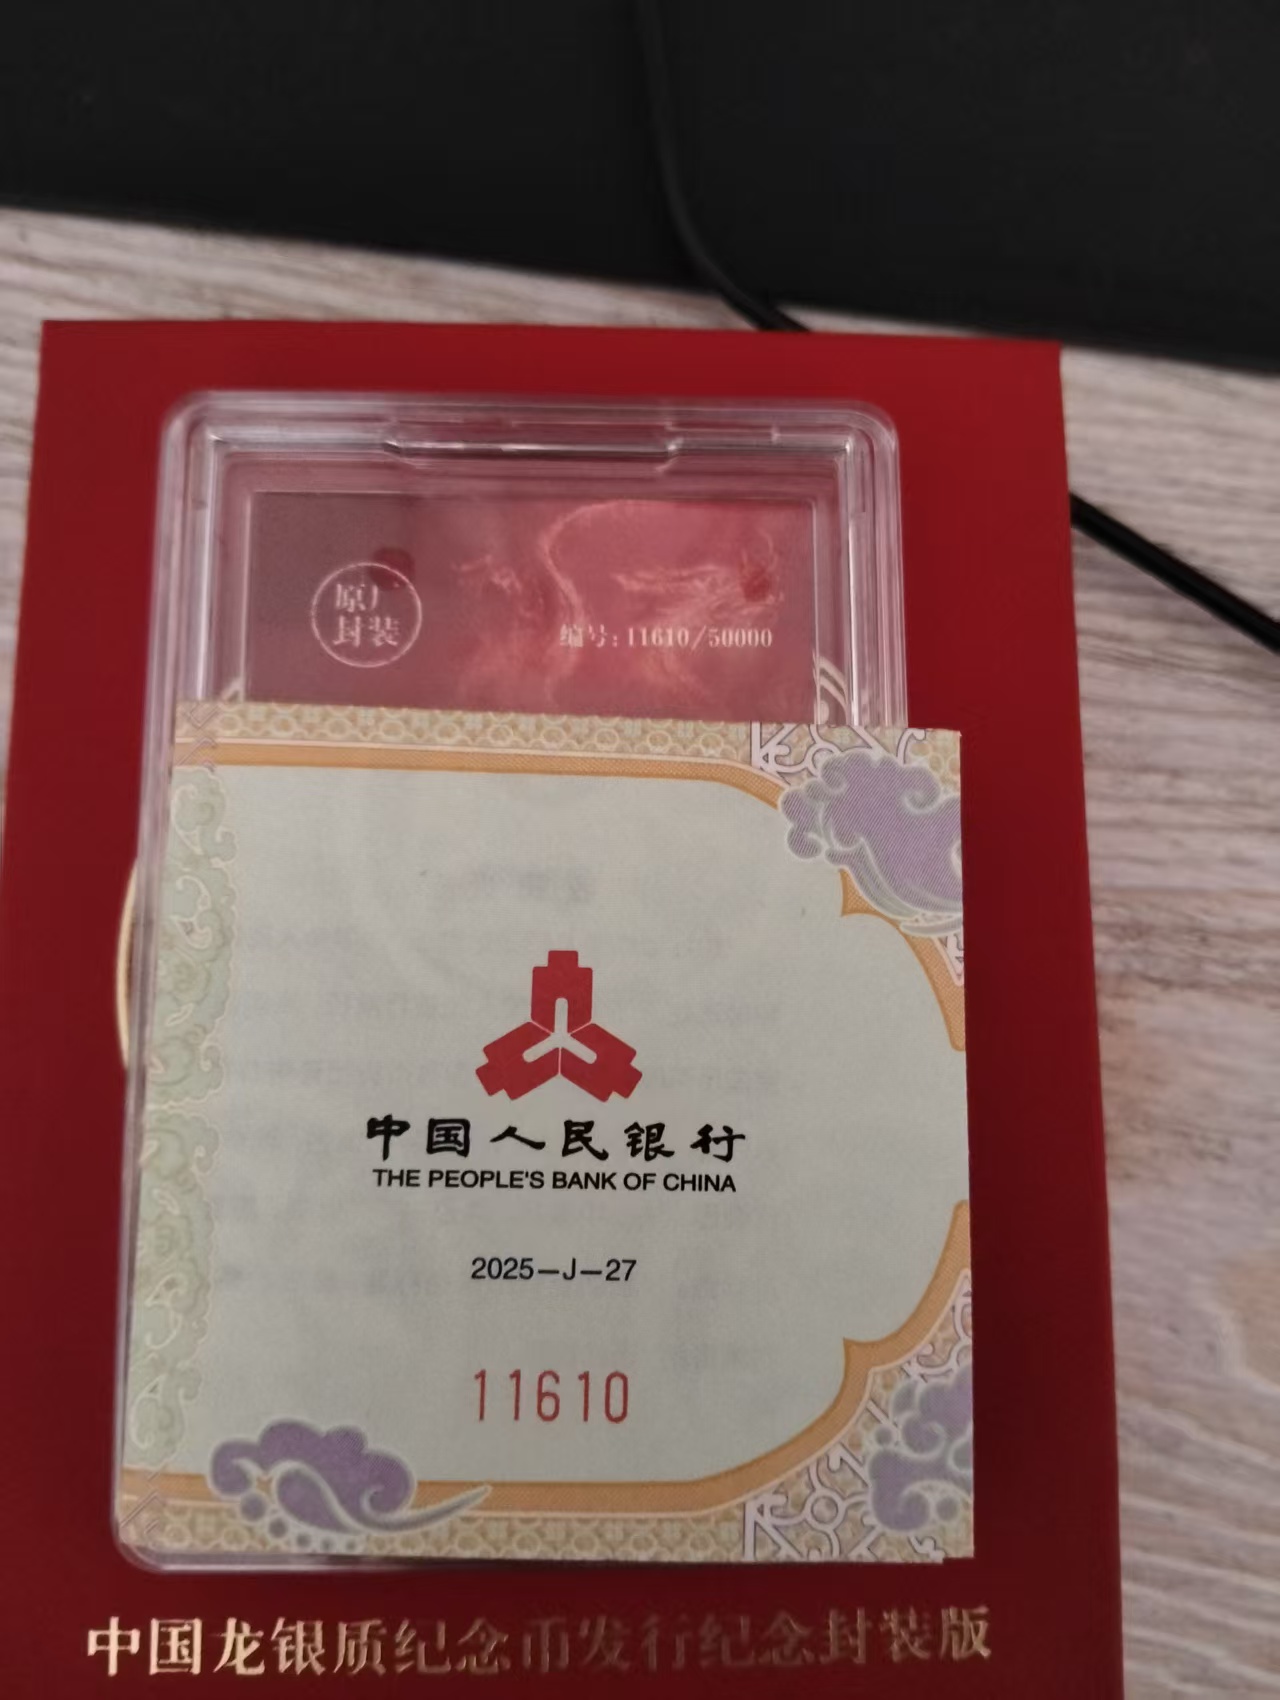 原厂
封装
编号:11610/50000
中国人民银行
THE PEOPLE'S BANK OF CHINA
2025-J-27
11610
中国龙银质纪念币发行纪念封装版